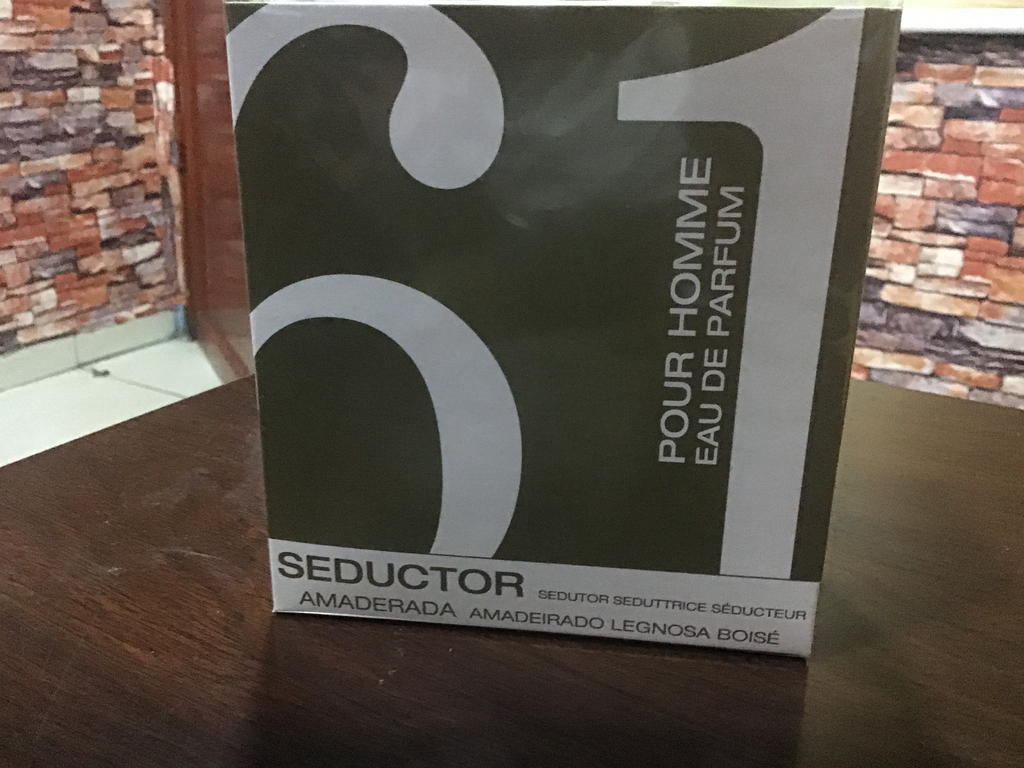 61
POUR HOMME
EAU DE PARFUM
SEDUCTOR SEDUTOR SEDUTTRICE SÉDUCTEUR
AMADERADA AMADEIRADO LEGNOSA BOISÉ